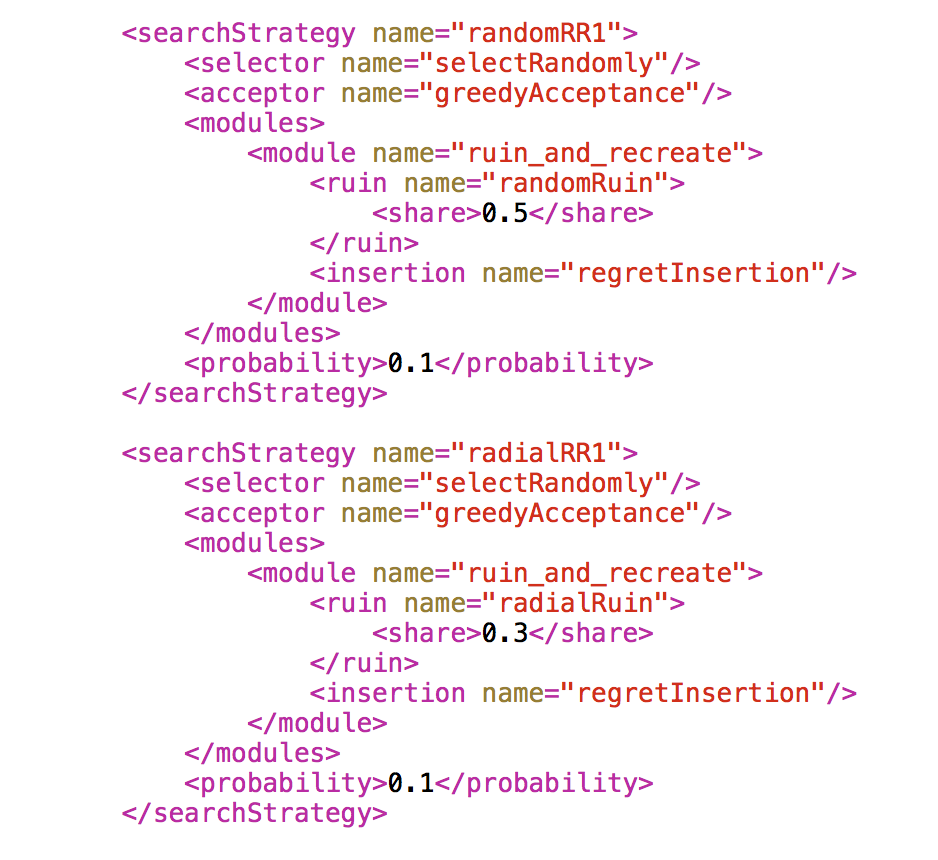 <searchStrategy name="randomRR1">
    <selector name="selectRandomly"/>
    <acceptor name="greedyAcceptance"/>
    <modules>
        <module name="ruin_and_recreate">
            <ruin name="randomRuin">
                <share>0.5</share>
            </ruin>
            <insertion name="regretInsertion"/>
        </module>
    </modules>
    <probability>0.1</probability>
</searchStrategy>

<searchStrategy name="radialRR1">
    <selector name="selectRandomly"/>
    <acceptor name="greedyAcceptance"/>
    <modules>
        <module name="ruin_and_recreate">
            <ruin name="radialRuin">
                <share>0.3</share>
            </ruin>
            <insertion name="regretInsertion"/>
        </module>
    </modules>
    <probability>0.1</probability>
</searchStrategy>